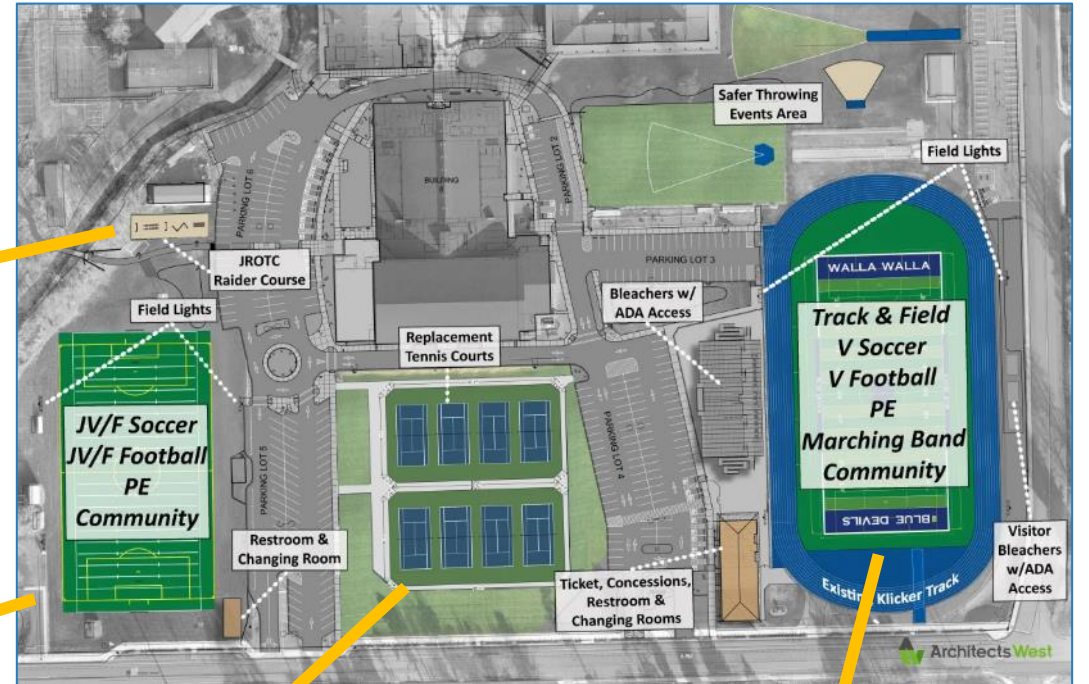 Safer Throwing
Events Area
Field Lights
PARKING LOT 6
BUILDING
PARKING LOT 2
JROTC
Raider Course
PARKING LOT 3
WALLA WALLA
Bleachers w/
ADA Access
Field Lights
Replacement
Tennis Courts
Track & Field
V Soccer
V Football
PE
Marching Band
Community
JV/F Soccer
JV/F Football
PE
Community
PARKING LOT 5
PARKING LOT 4
BLUE DEVILS
Restroom &
Changing Room
Ticket, Concessions,
Restroom &
Changing Rooms
Visitor
Bleachers
w/ADA
Access
Existing Klicker Track
ArchitectsWest